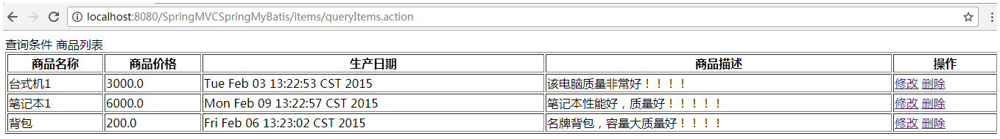 localhost:8080/SpringMVCSpringMyBatis/items/queryItems.action
查询条件 商品列表
商品名称 商品价格 生产日期 商品描述 操作
台式机1 3000.0 Tue Feb 03 13:22:53 CST 2015 该电脑质量非常好！！！！ 修改 删除
笔记本1 6000.0 Mon Feb 09 13:22:57 CST 2015 笔记本性能好，质量好！！！！！ 修改 删除
背包 200.0 Fri Feb 06 13:23:02 CST 2015 名牌背包，容量大质量好！！！！ 修改 删除